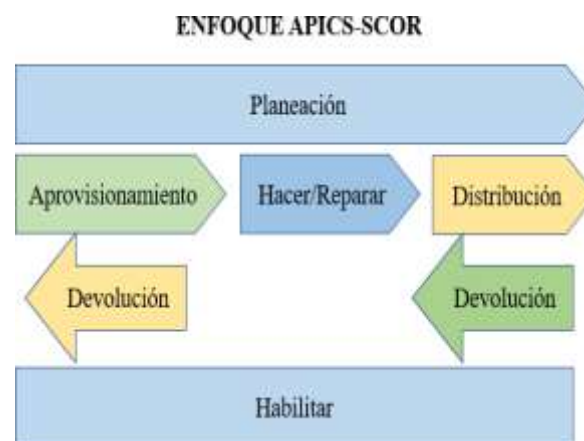 ENFOQUE APICS-SCOR
Planeación
Aprovisionamiento
Hacer/Reparar
Distribución
Devolución
Devolución
Habilitar